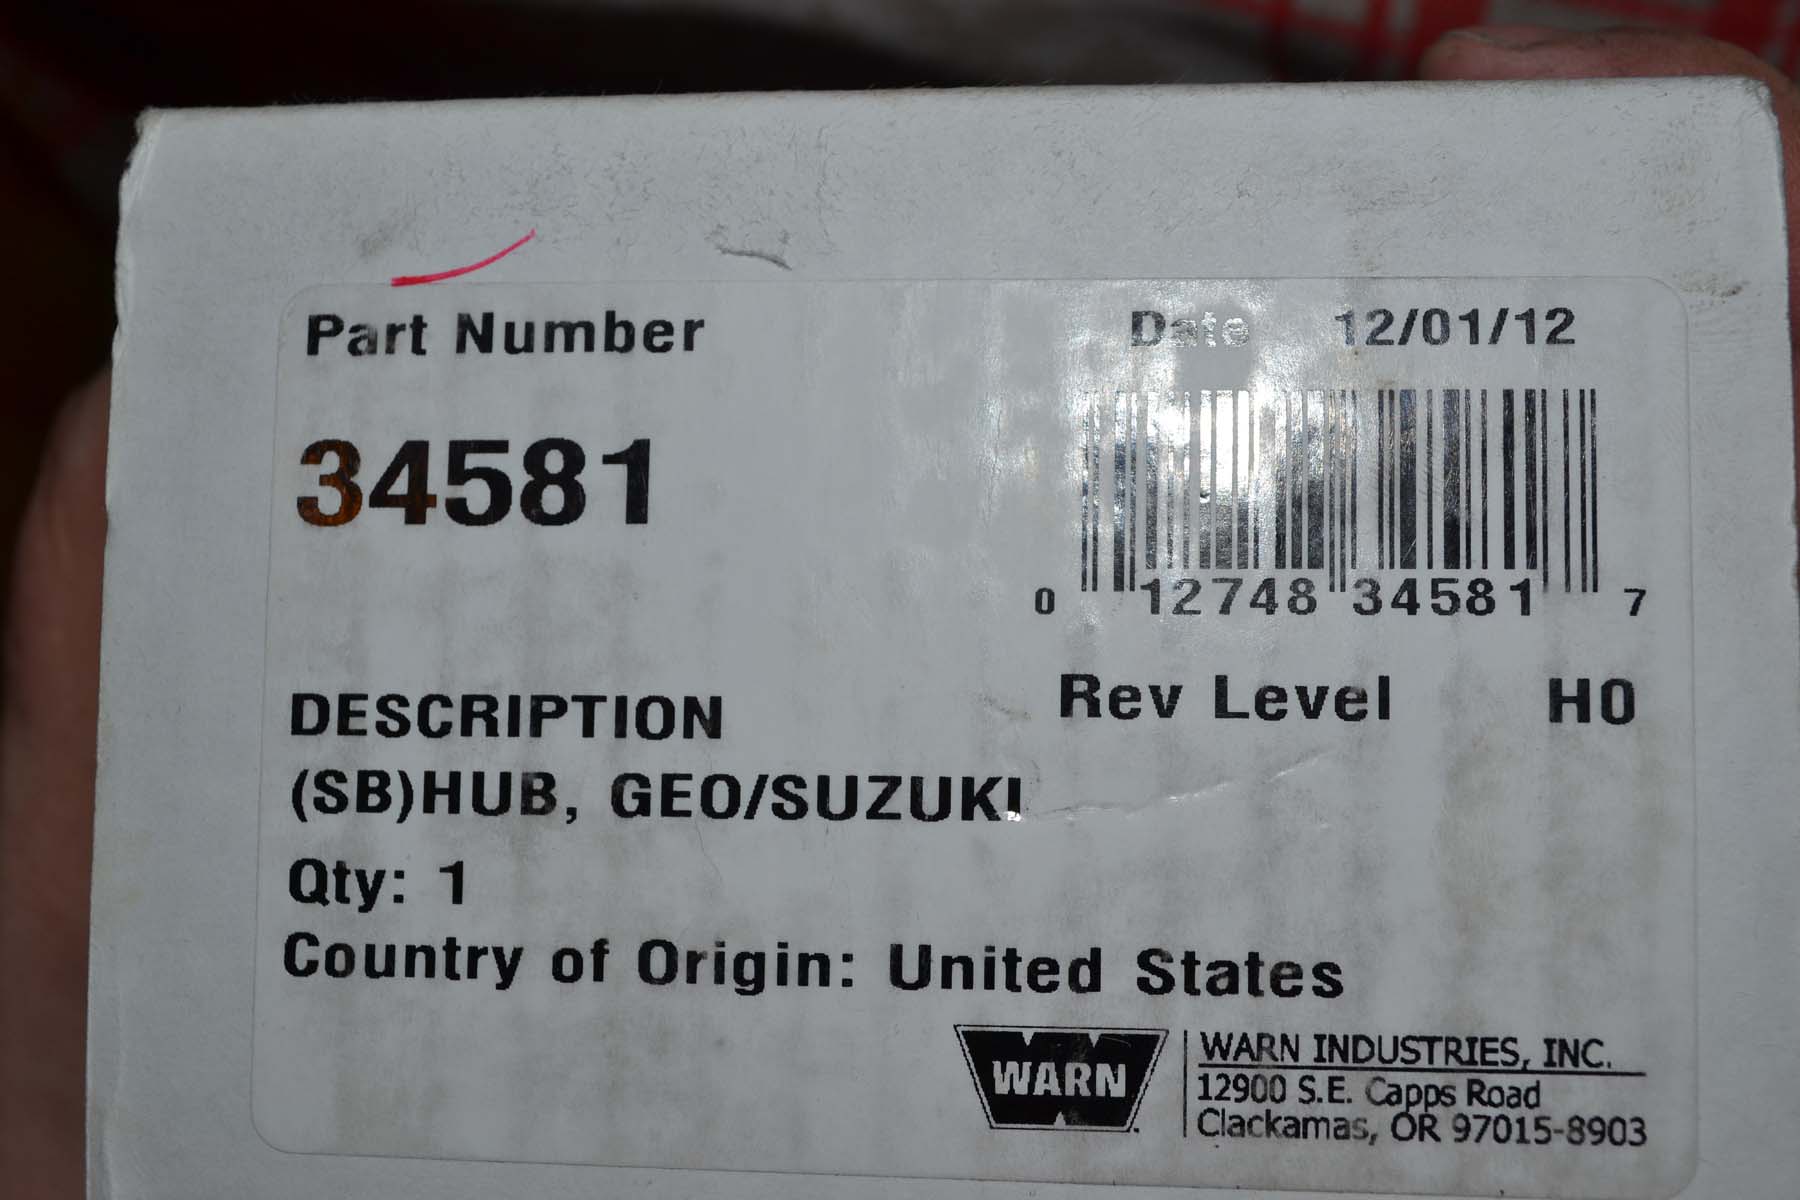 Part Number
Date 12/01/12
34581
0 12748 34581 7
Rev Level H0
DESCRIPTION
(SB)HUB, GEO/SUZUKI
Qty: 1
Country of Origin: United States
WARN
WARN INDUSTRIES, INC.
12900 S.E. Capps Road
Clackamas, OR 97015-8903